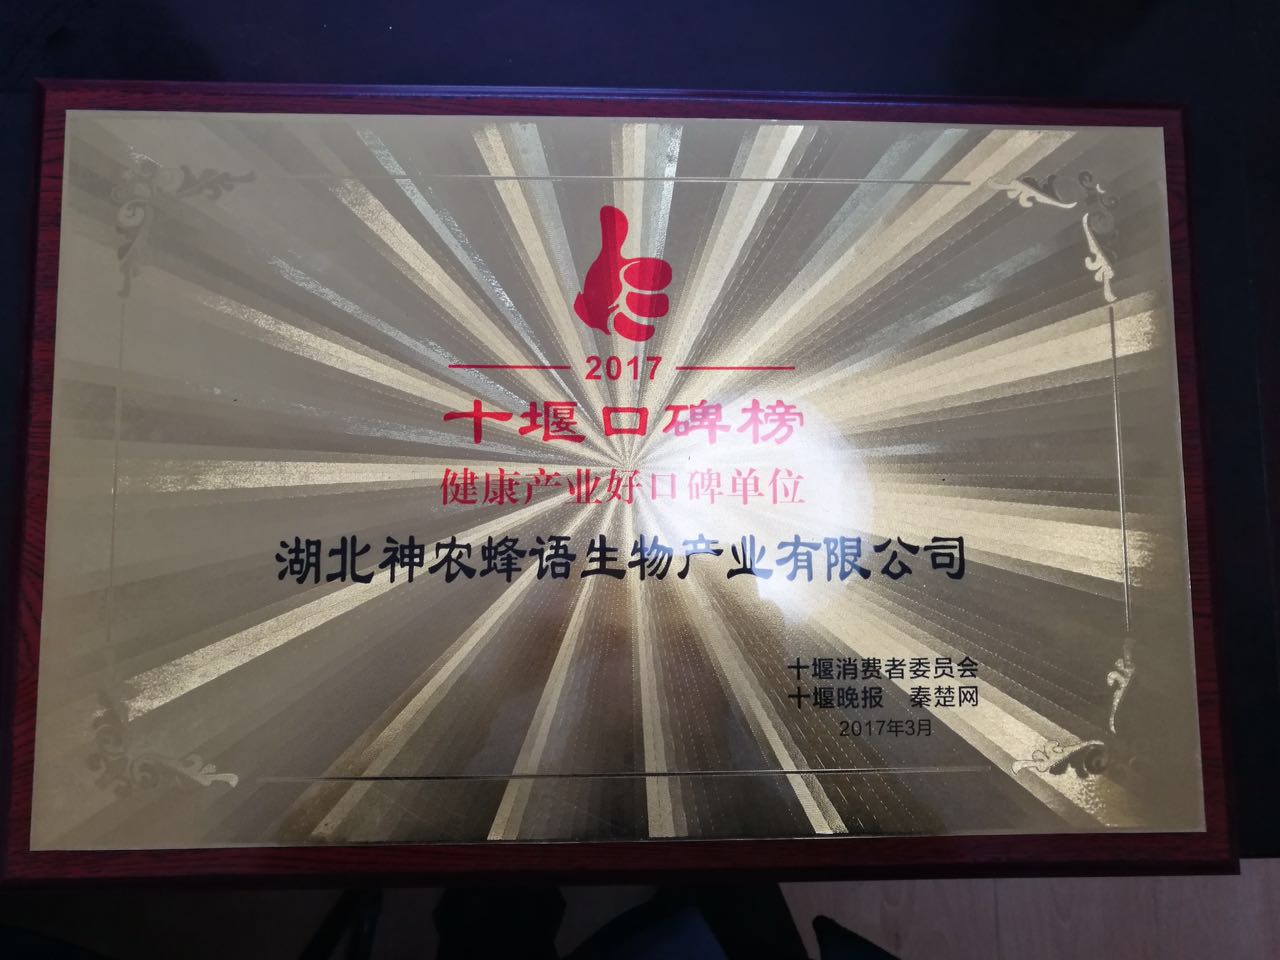 2017
十堰口碑榜
健康产业好口碑单位
湖北神农蜂语生物产业有限公司
十堰消费者委员会
十堰晚报 秦楚网
2017年3月